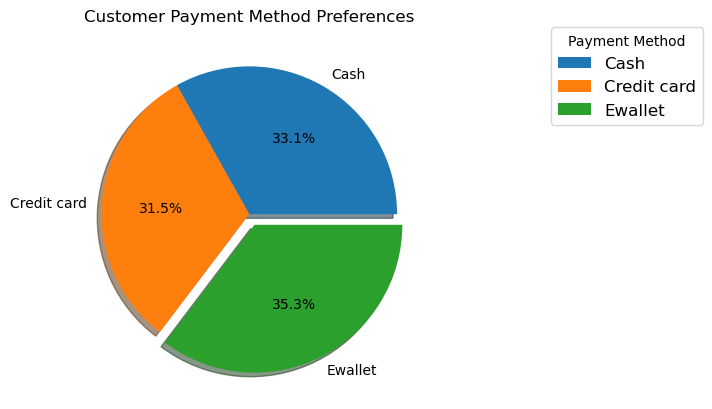 Customer Payment Method Preferences
Payment Method
Cash
Credit card
Ewallet
Cash
33.1%
Credit card
31.5%
35.3%
Ewallet